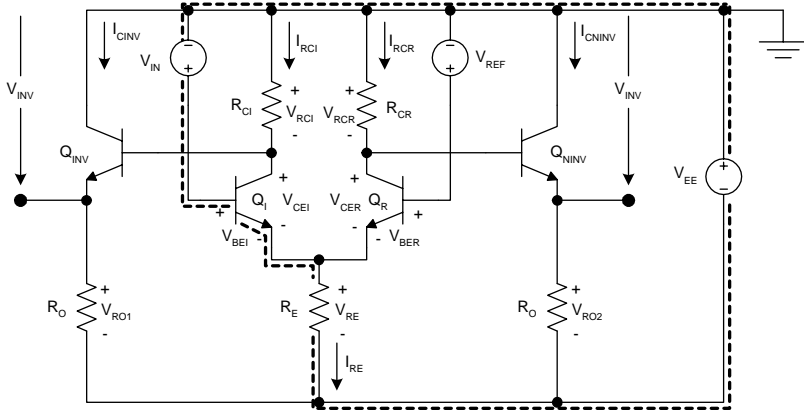 I_CINV
V_IN
I_RCI
I_RCR
V_REF
I_CNINV
V_INV
R_CI
V_RCI
V_RCR
R_CR
V_INV
Q_INV
Q_NINV
V_EE
Q_I
V_CEI
V_CER
Q_R
V_BEI
V_BER
R_O
V_RO1
R_E
V_RE
R_O
V_RO2
I_RE